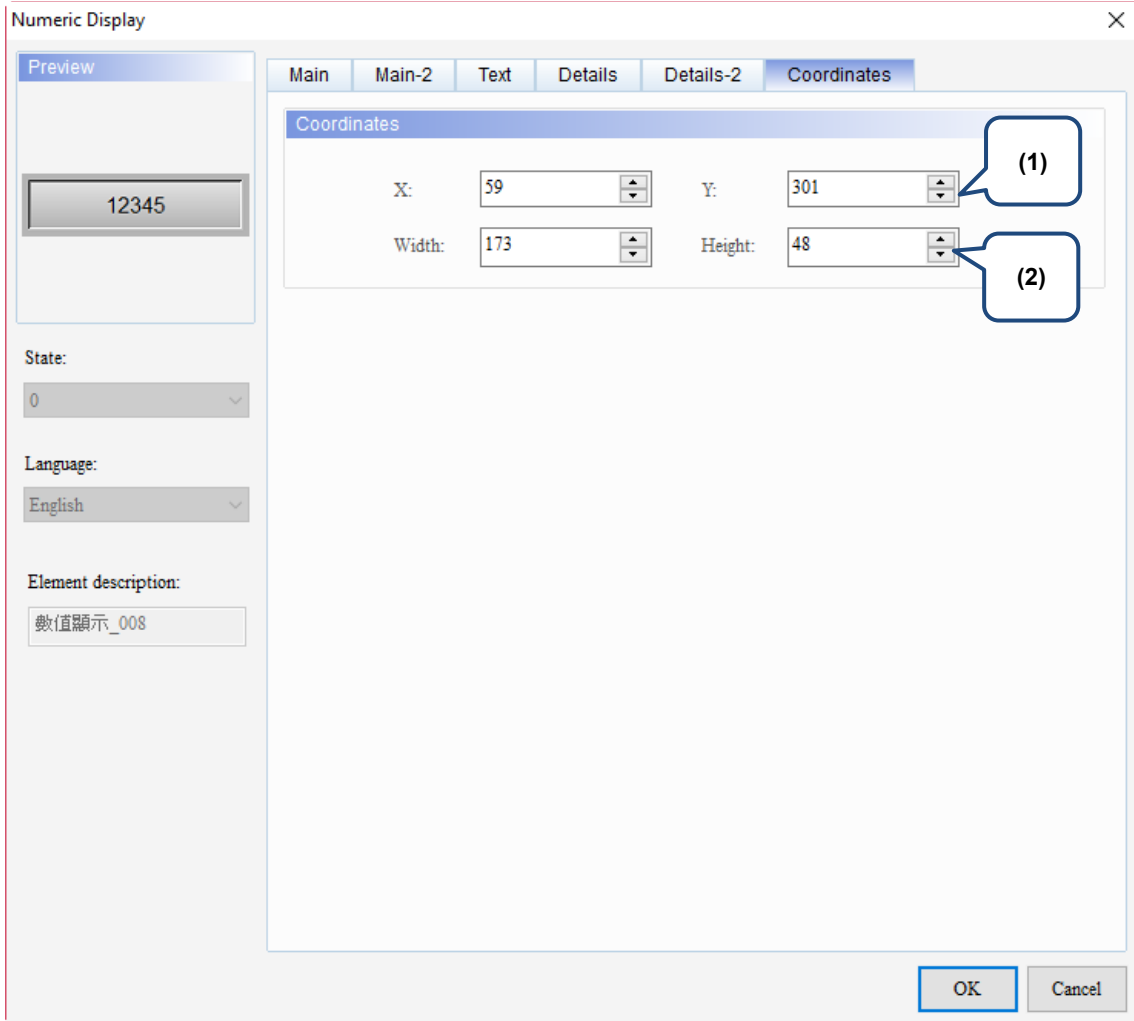 Numeric Display
Preview
12345
State:
0
Language:
English
Element description:
數值顯示_008
Main Main-2 Text Details Details-2 Coordinates
Coordinates
X: 59 Y: 301
(1)
Width: 173 Height: 48
(2)
OK Cancel